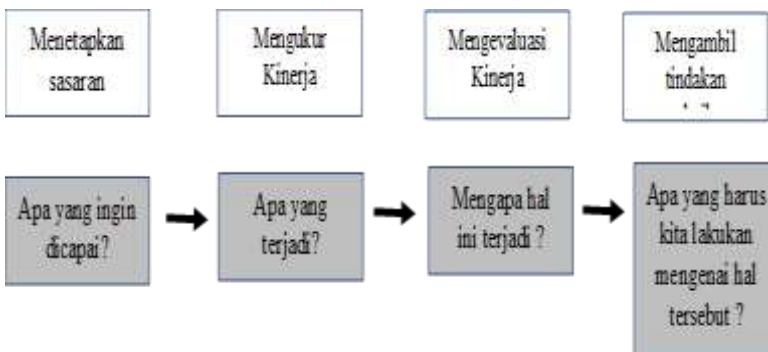 Menetapkan
sasaran
Mengukur
Kinerja
Mengevaluasi
Kinerja
Mengambil
tindakan
Apa yang ingin
dicapai?
Apa yang
terjadi?
Mengapa hal
ini terjadi ?
Apa yang harus
kita lakukan
mengenai hal
tersebut ?